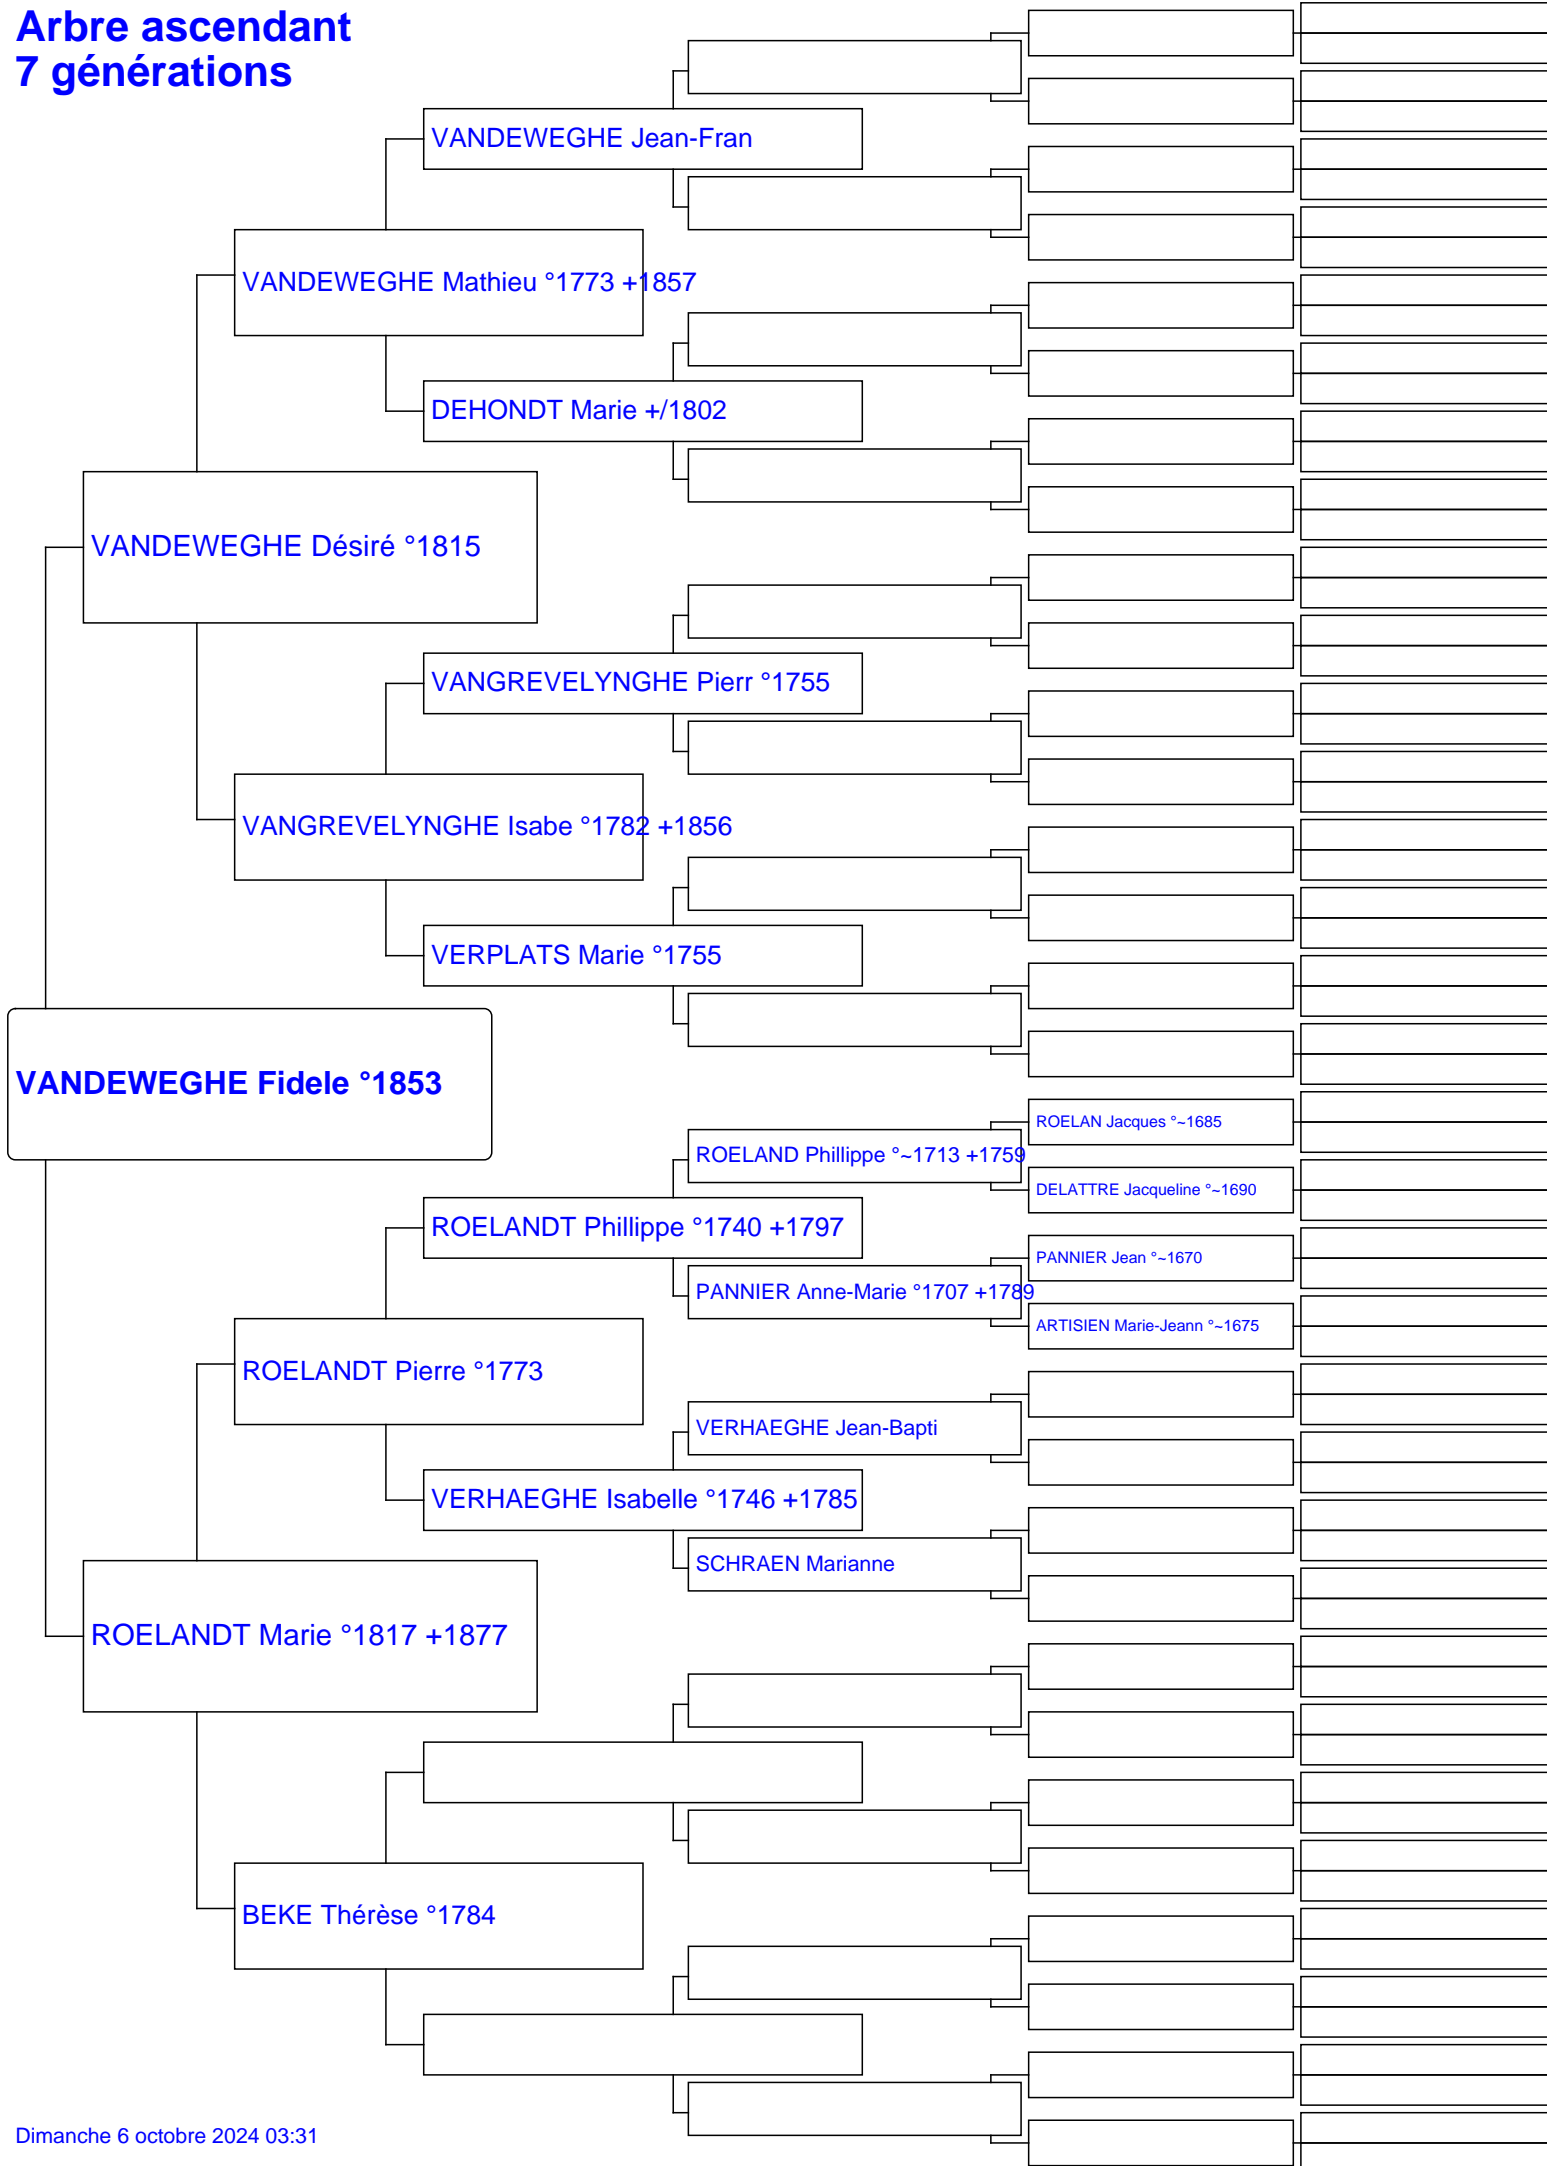 Arbre ascendant
7 générations
VANDEWEGHE Jean-Fran
VANDEWEGHE Mathieu °1773 +1857
DEHONDT Marie +/1802
VANDEWEGHE Désiré °1815
VANGREVELYNGHE Pierr °1755
VANGREVELYNGHE Isabe °1782 +1856
VERPLATS Marie °1755
VANDEWEGHE Fidele °1853
ROELAN Jacques °~1685
ROELAND Phillippe °~1713 +1759
DELATTRE Jacqueline °~1690
ROELANDT Phillippe °1740 +1797
PANNIER Jean °~1670
PANNIER Anne-Marie °1707 +1789
ARTISIEN Marie-Jeann °~1675
ROELANDT Pierre °1773
VERHAEGHE Jean-Bapti
VERHAEGHE Isabelle °1746 +1785
SCHRAEN Marianne
ROELANDT Marie °1817 +1877
BEKE Thérèse °1784
Dimanche 6 octobre 2024 03:31